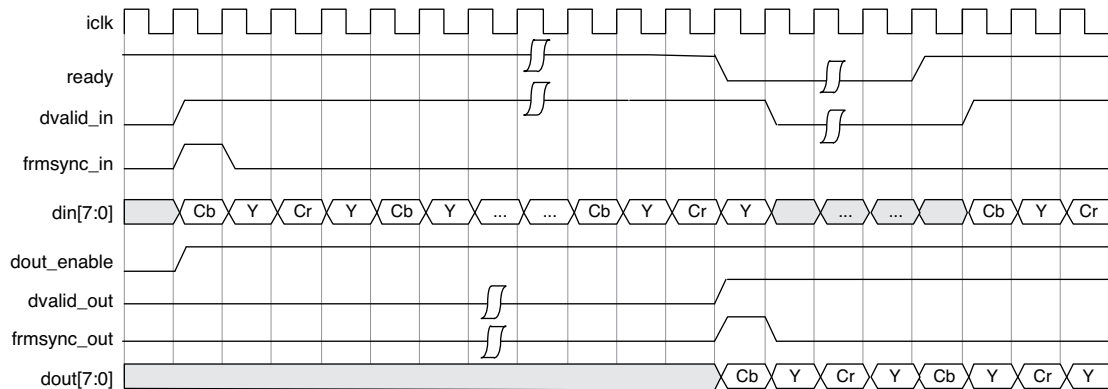 iclk
ready
dvalid_in
frmsync_in
din[7:0] Cb Y Cr Y Cb Y ... ... Cb Y Cr Y ... ... Cb Y Cr
dout_enable
dvalid_out
frmsync_out
dout[7:0] Cb Y Cr Y Cb Y Cr Y